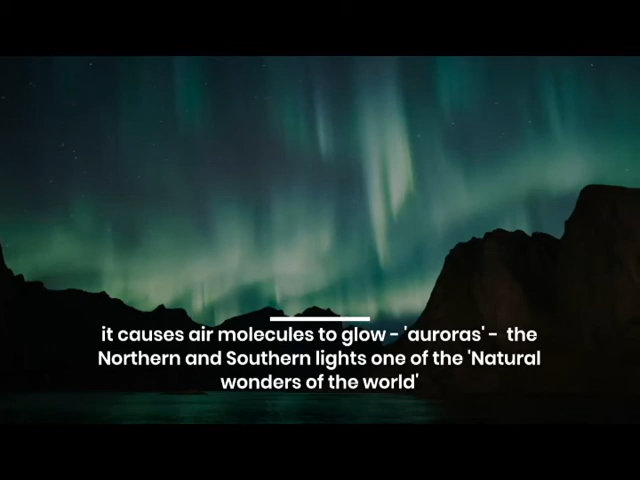 it causes air molecules to glow - 'auroras' -  the
Northern and Southern lights one of the 'Natural
wonders of the world'